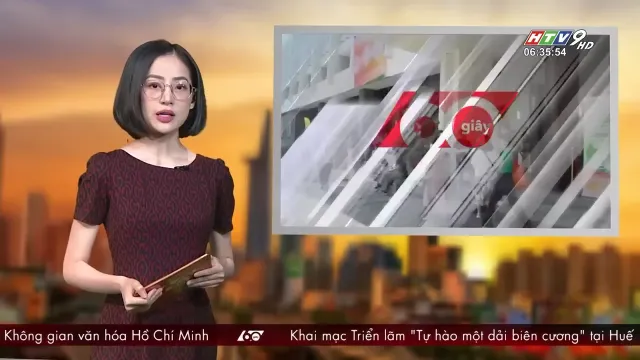 HTV9 HD
06:35:54
60 giây
Không gian văn hóa Hồ Chí Minh 60 Khai mạc Triển lãm "Tự hào một dải biên cương" tại Huế